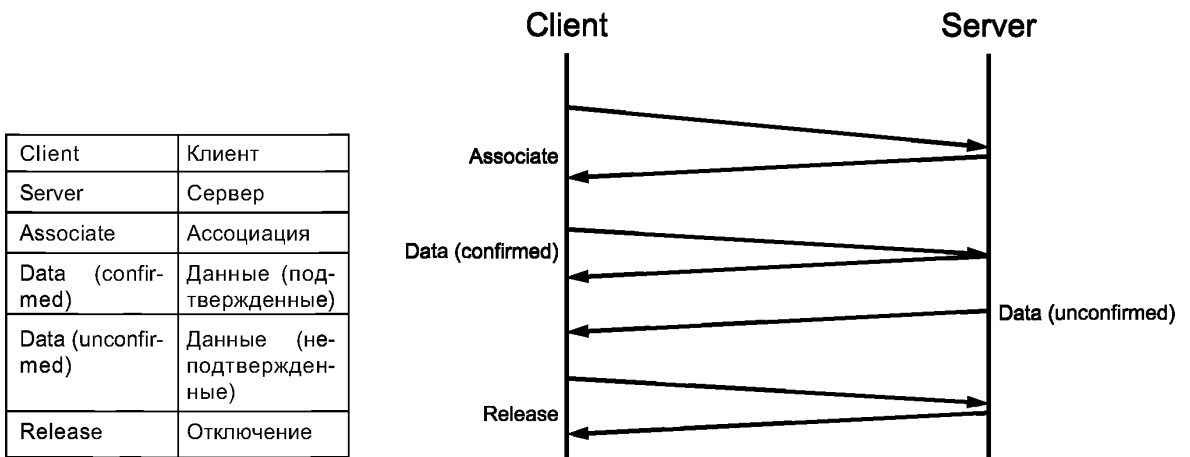 Client Server
Client Клиент
Server Сервер
Associate Ассоциация
Data (confir-
med)
Данные (под-
твержденные)
Data (unconfir-
med)
Данные (не-
подтвержден-
ные)
Release Отключение
Associate
Data (confirmed)
Data (unconfirmed)
Release